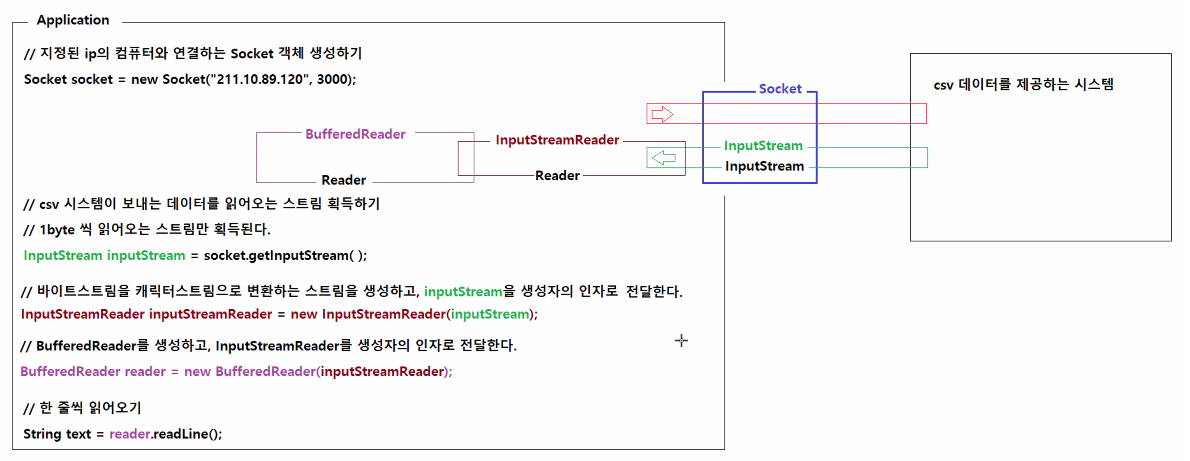 Application
// 지정된 ip의 컴퓨터와 연결하는 Socket 객체 생성하기
Socket socket = new Socket("211.10.89.120", 3000);
Socket
csv 데이터를 제공하는 시스템
BufferedReader
InputStreamReader
InputStream
InputStream
Reader
Reader
// csv 시스템이 보내는 데이터를 읽어오는 스트림 획득하기
// 1byte 씩 읽어오는 스트림만 획득된다.
InputStream inputStream = socket.getInputStream( );
// 바이트스트림을 캐릭터스트림으로 변환하는 스트림을 생성하고, inputStream을 생성자의 인자로 전달한다.
InputStreamReader inputStreamReader = new InputStreamReader(inputStream);
// BufferedReader를 생성하고, InputStreamReader를 생성자의 인자로 전달한다.
BufferedReader reader = new BufferedReader(inputStreamReader);
// 한 줄씩 읽어오기
String text = reader.readLine();